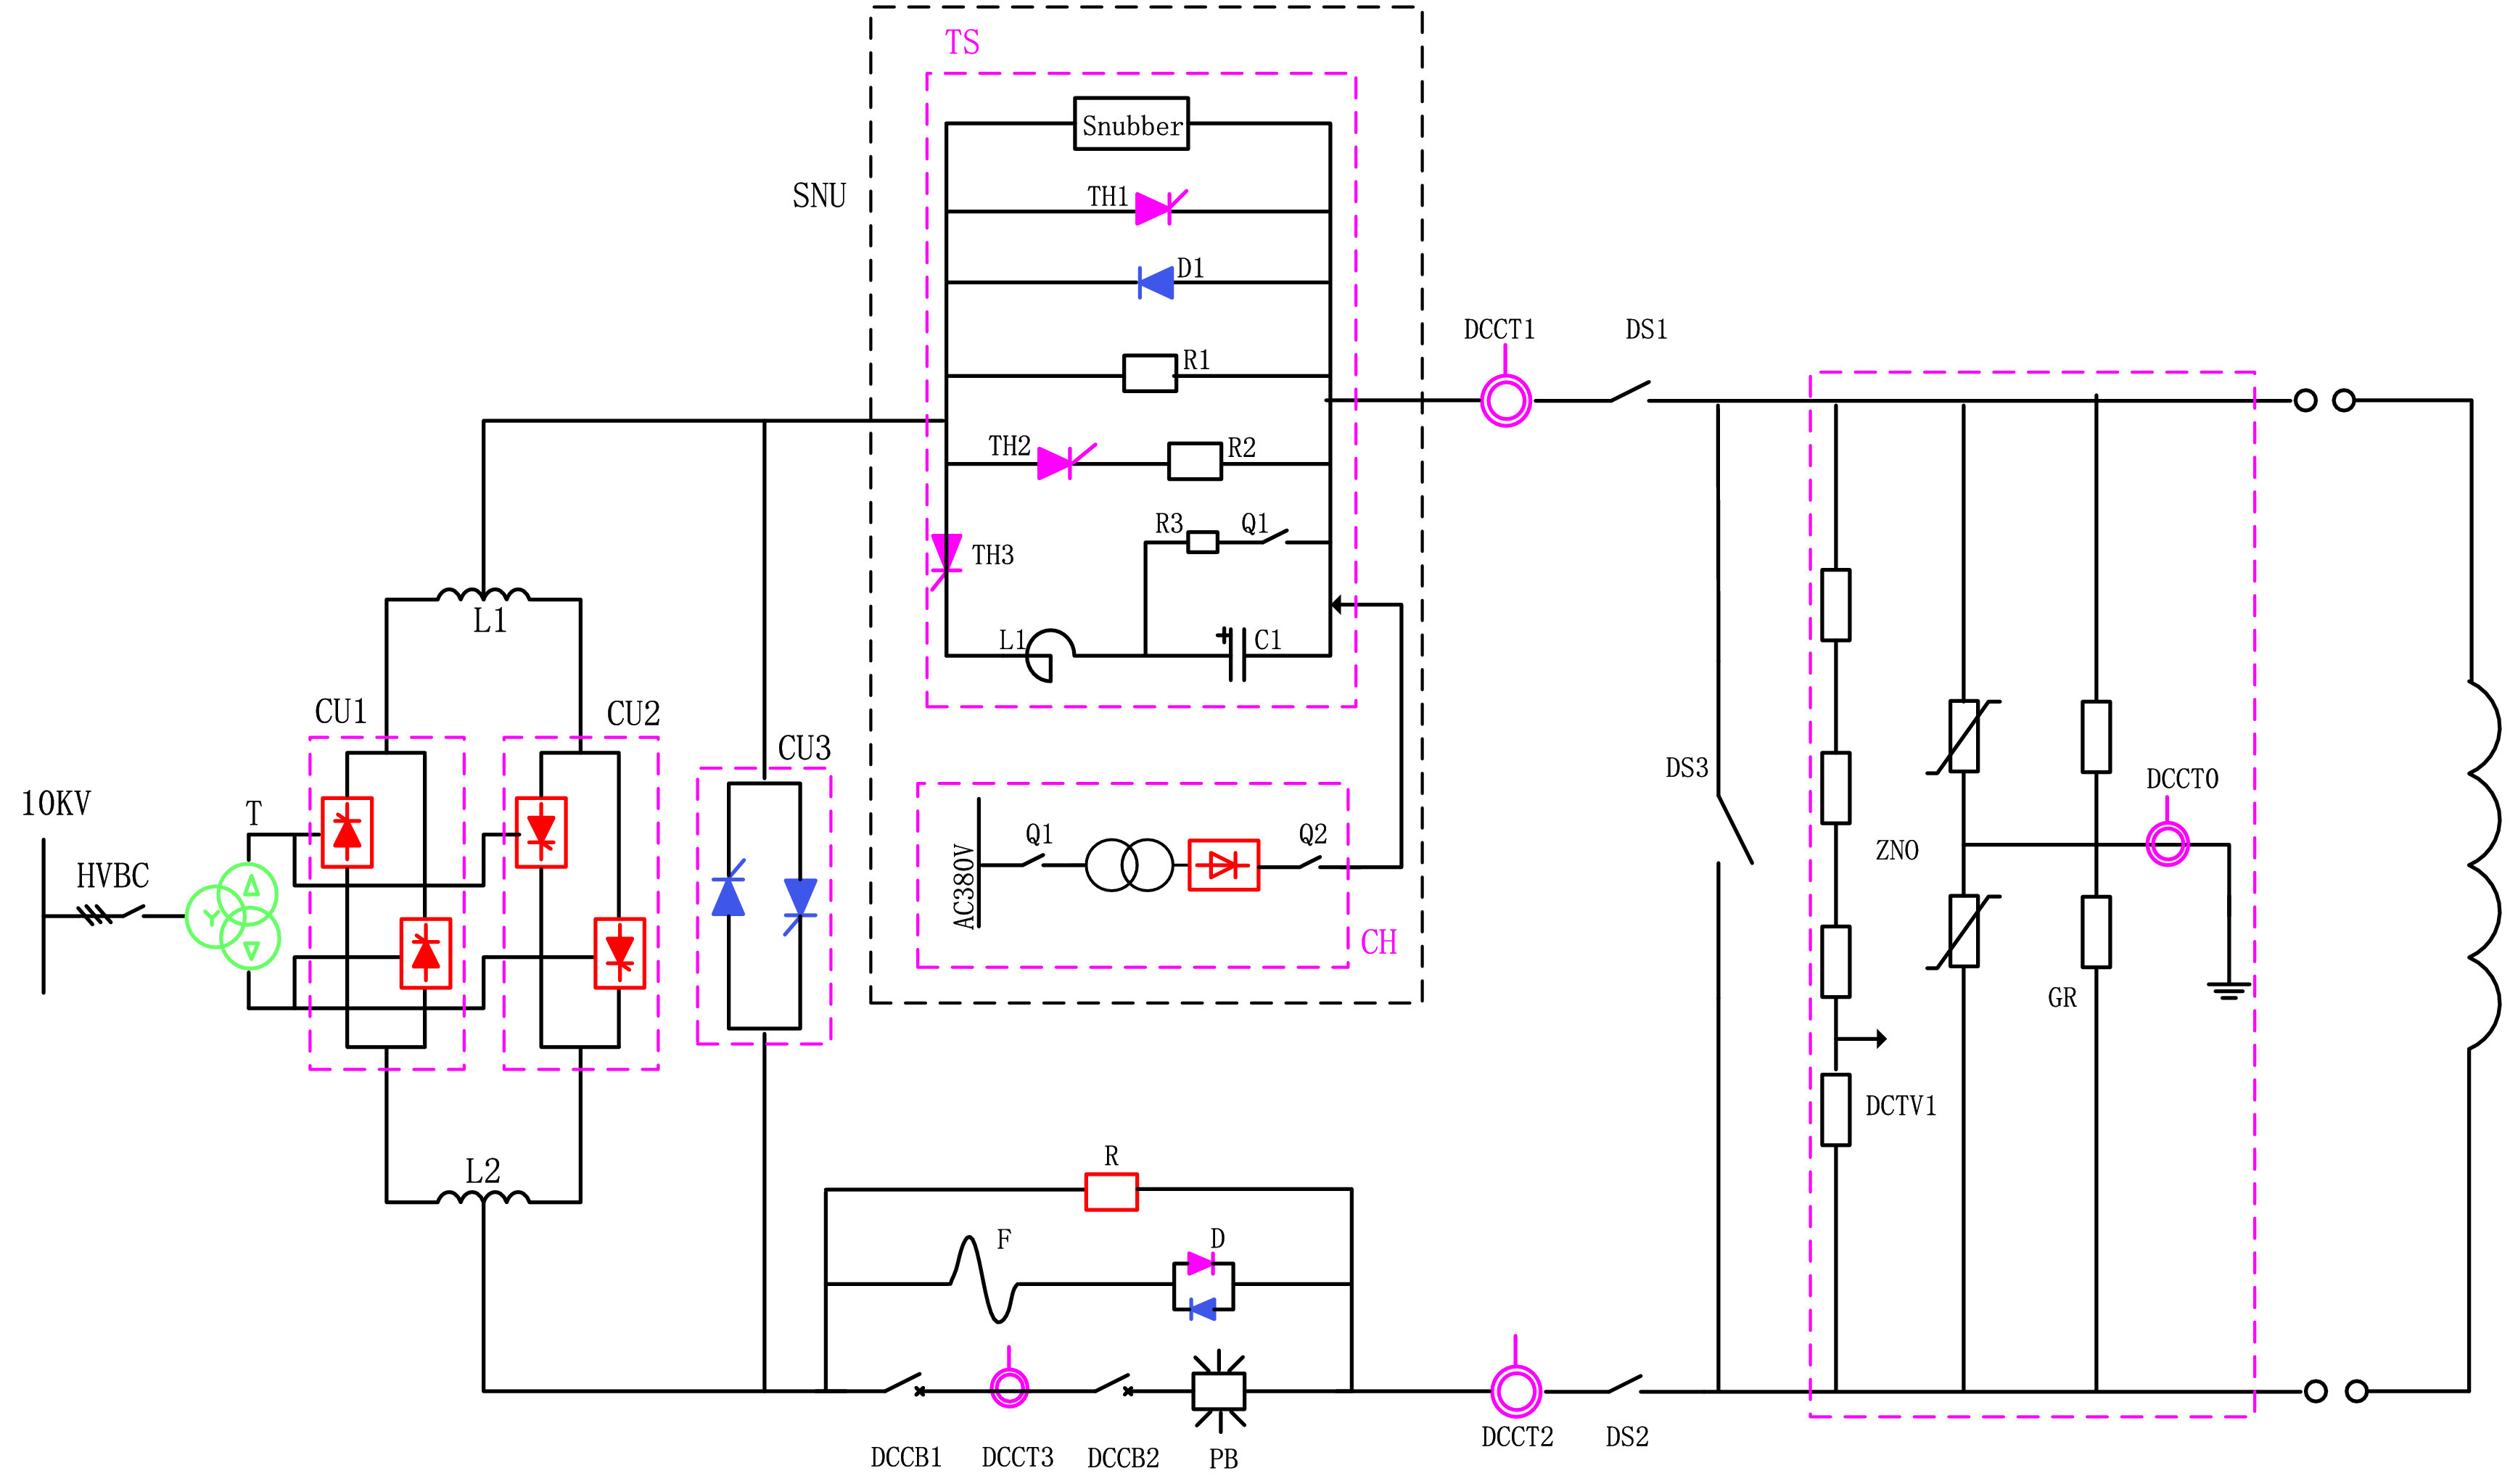 TS
Snubber
TH1
SNU
D1
DCCT1
DS1
R1
TH2
R2
R3
Q1
TH3
L1
L1
C1
CU1
CU2
CU3
DS3
DCCT0
10KV
T
Q1
Q2
ZNO
HVBC
AC380V
Y
Δ
Δ
CH
GR
DCTV1
R
L2
F
D
DCCT2
DS2
DCCB1
DCCT3
DCCB2
PB